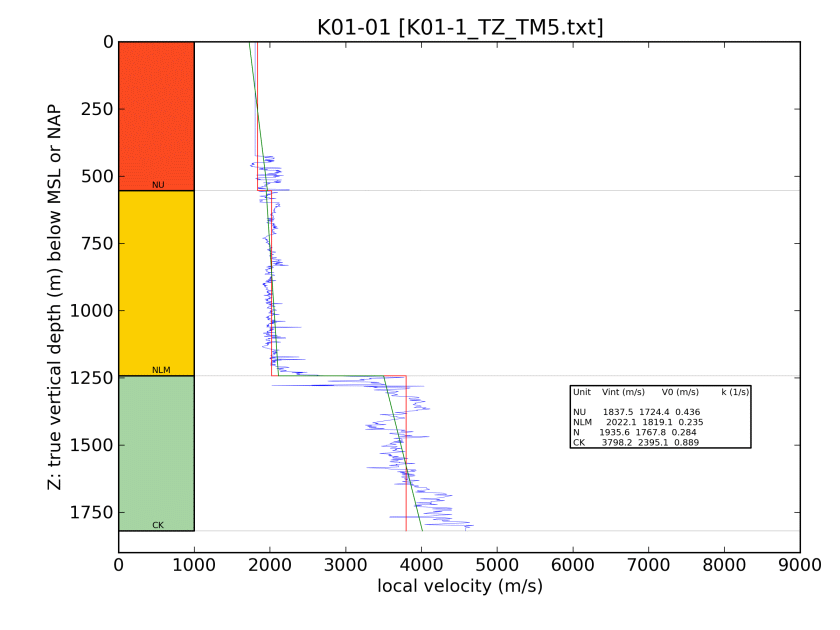 K01-01 [K01-1_TZ_TM5.txt]
Z: true vertical depth (m) below MSL or NAP
0
250
500
750
1000
1250
1500
1750
NU
NLM
CK
Unit Vint (m/s) V0 (m/s) k (1/s)
NU 1837.5 1724.4 0.436
NLM 2022.1 1819.1 0.235
N 1935.6 1767.8 0.284
CK 3798.2 2395.1 0.889
0 1000 2000 3000 4000 5000 6000 7000 8000 9000
local velocity (m/s)